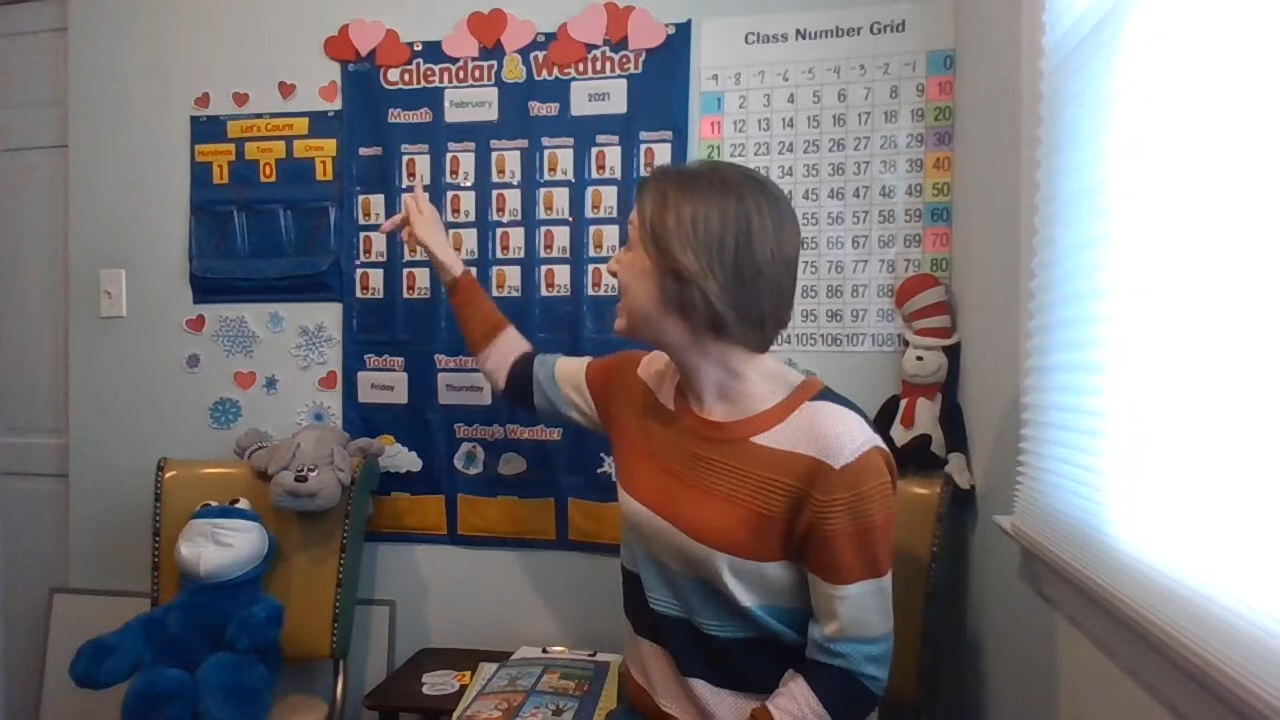 Class Number Grid
Calendar & Weather
Month February Year 2021
Let's Count
Hundreds Tens Ones
1 0 1
1 2 3 4 5
7 9 10 11 12
14 15 16 17 18 19
21 22 24 25 26
Today Yester
Friday Thursday
Today's Weather
-9 -8 -7 -6 -5 -4 -3 -2 -1 0
1 2 3 4 5 6 7 8 9 10
11 12 13 14 15 16 17 18 19 20
21 22 23 24 25 26 27 28 29 30
34 35 36 37 38 39 40
45 46 47 48 49 50
55 56 57 58 59 60
65 66 67 68 69 70
75 76 77 78 79 80
85 86 87 88
95 96 97 98
104 105 106 107 108
2